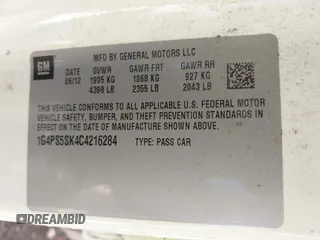 GM
MFD BY GENERAL MOTORS LLC
DATE GVWR GAWR FRT GAWR RR
06/12 1995 KG 1068 KG 927 KG
4398 LB 2355 LB 2043 LB
THIS VEHICLE CONFORMS TO ALL APPLICABLE U.S. FEDERAL MOTOR
VEHICLE SAFETY, BUMPER, AND THEFT PREVENTION STANDARDS IN
EFFECT ON THE DATE OF MANUFACTURE SHOWN ABOVE.
1G4PS5SK4C4216284 TYPE: PASS CAR
DREAMBID